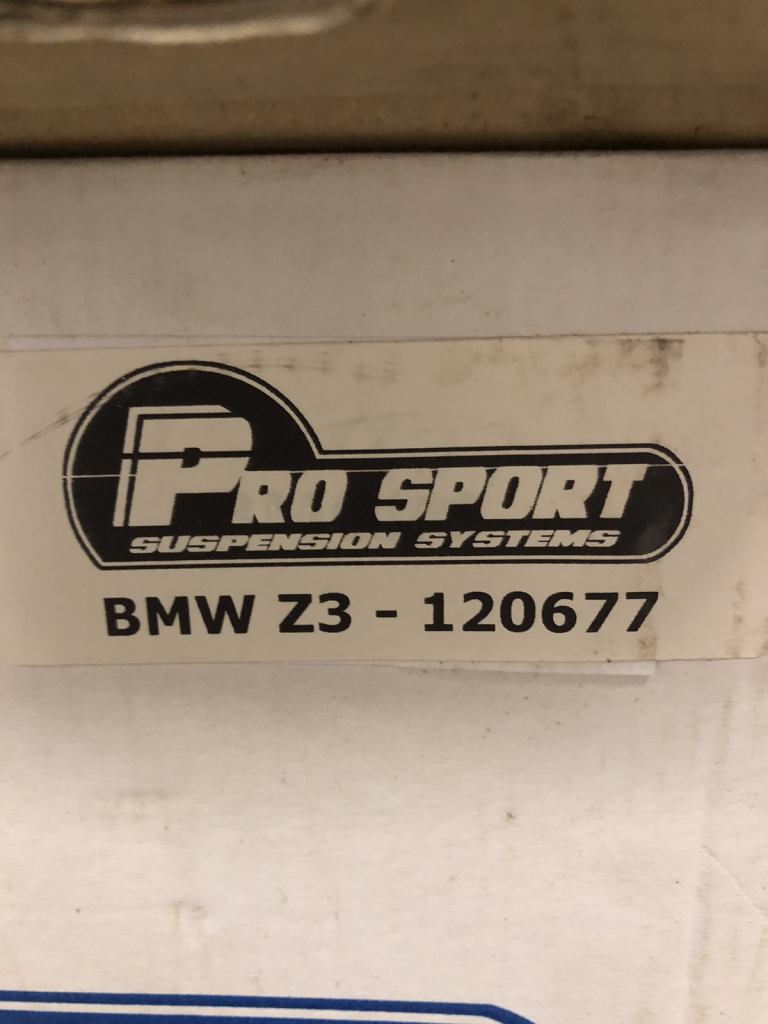 PRO SPORT
SUSPENSION SYSTEMS
BMW Z3 - 120677